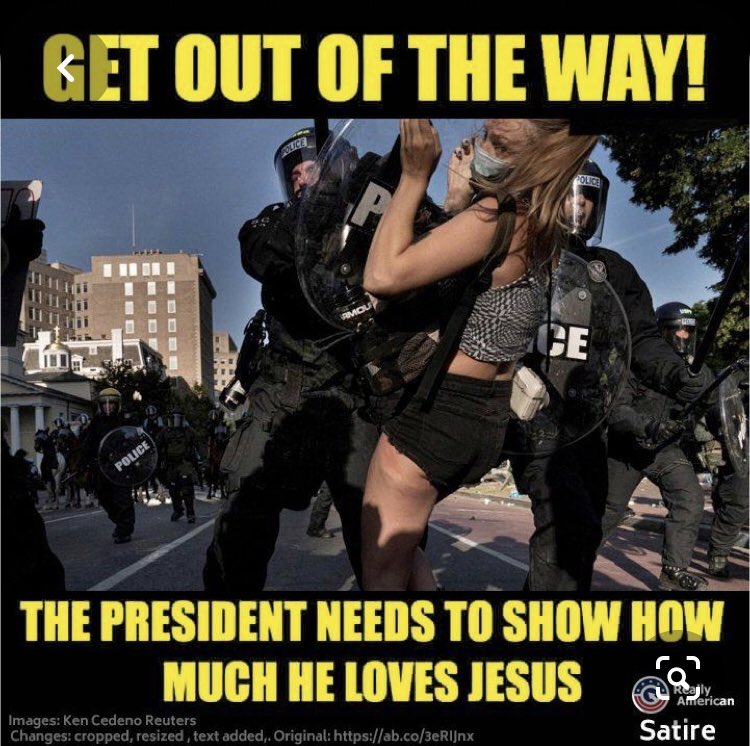 GET OUT OF THE WAY!
POLICE
POLICE
P
ARMOUR
CE
POLICE
THE PRESIDENT NEEDS TO SHOW HOW
MUCH HE LOVES JESUS
Really
American
Images: Ken Cedeno Reuters
Changes: cropped, resized , text added,. Original: https://ab.co/3eRIJnx
Satire